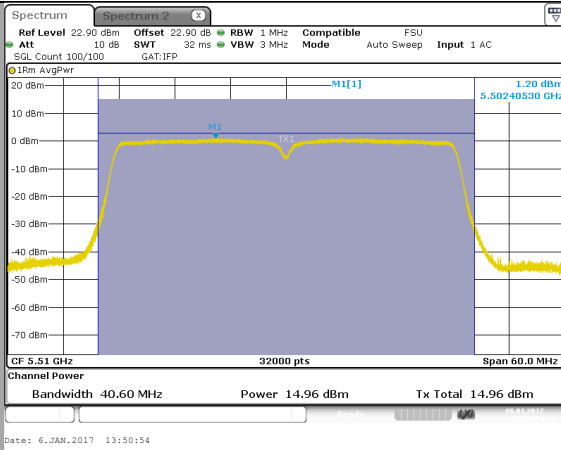 Spectrum Spectrum 2 X
Ref Level 22.90 dBm Offset 22.90 dB RBW 1 MHz Compatible FSU
Att 10 dB SWT 32 ms VBW 3 MHz Mode Auto Sweep Input 1 AC
SGL Count 100/100 GAT:IFP
1Rm AvgPwr
20 dBm M1[1] 1.20 dBm
5.50240530 GHz
10 dBm
M1
0 dBm TX1
-10 dBm
-20 dBm
-30 dBm
-40 dBm
-50 dBm
-60 dBm
-70 dBm
CF 5.51 GHz 32000 pts Span 60.0 MHz
Channel Power
Bandwidth 40.60 MHz Power 14.96 dBm Tx Total 14.96 dBm
Ready 06.01.2017
Date: 6.JAN.2017 13:50:54